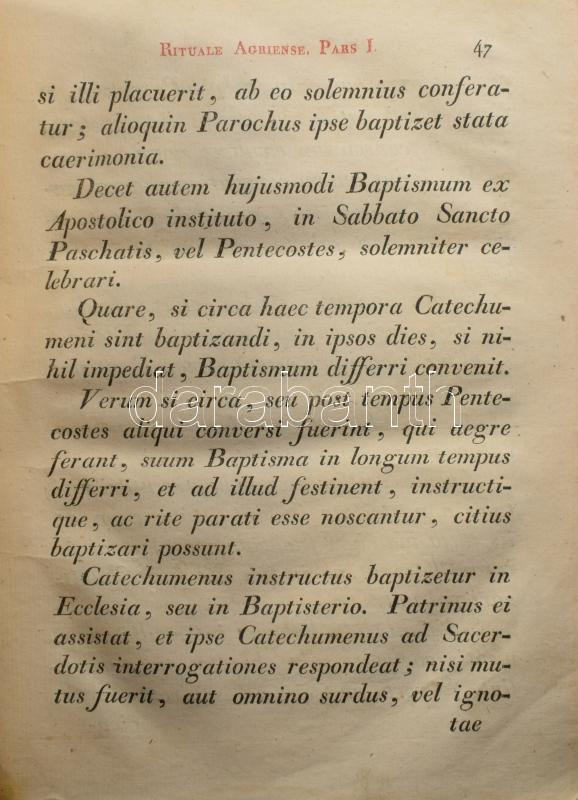 RITUALE AGRIENSE. PARS I. 47
si illi placuerit, ab eo solemnius confera-
tur; alioquin Parochus ipse baptizet stata
caerimonia.
Decet autem hujusmodi Baptismum ex
Apostolico instituto, in Sabbato Sancto
Paschatis, vel Pentecostes, solemniter ce-
lebrari.
Quare, si circa haec tempora Catechu-
meni sint baptizandi, in ipsos dies, si ni-
hil impediat, Baptismum differri convenit.
Verum si circa, seu post tempus Pente-
costes aliqui conversi fuerint, qui aegre
ferant, suum Baptisma in longum tempus
differri, et ad illud festinent, instructi-
que, ac rite parati esse noscantur, citius
baptizari possunt.
Catechumenus instructus baptizetur in
Ecclesia, seu in Baptisterio. Patrinus ei
assistat, et ipse Catechumenus ad Sacer-
dotis interrogationes respondeat; nisi mu-
tus fuerit, aut omnino surdus, vel igno-
tae
darabanth